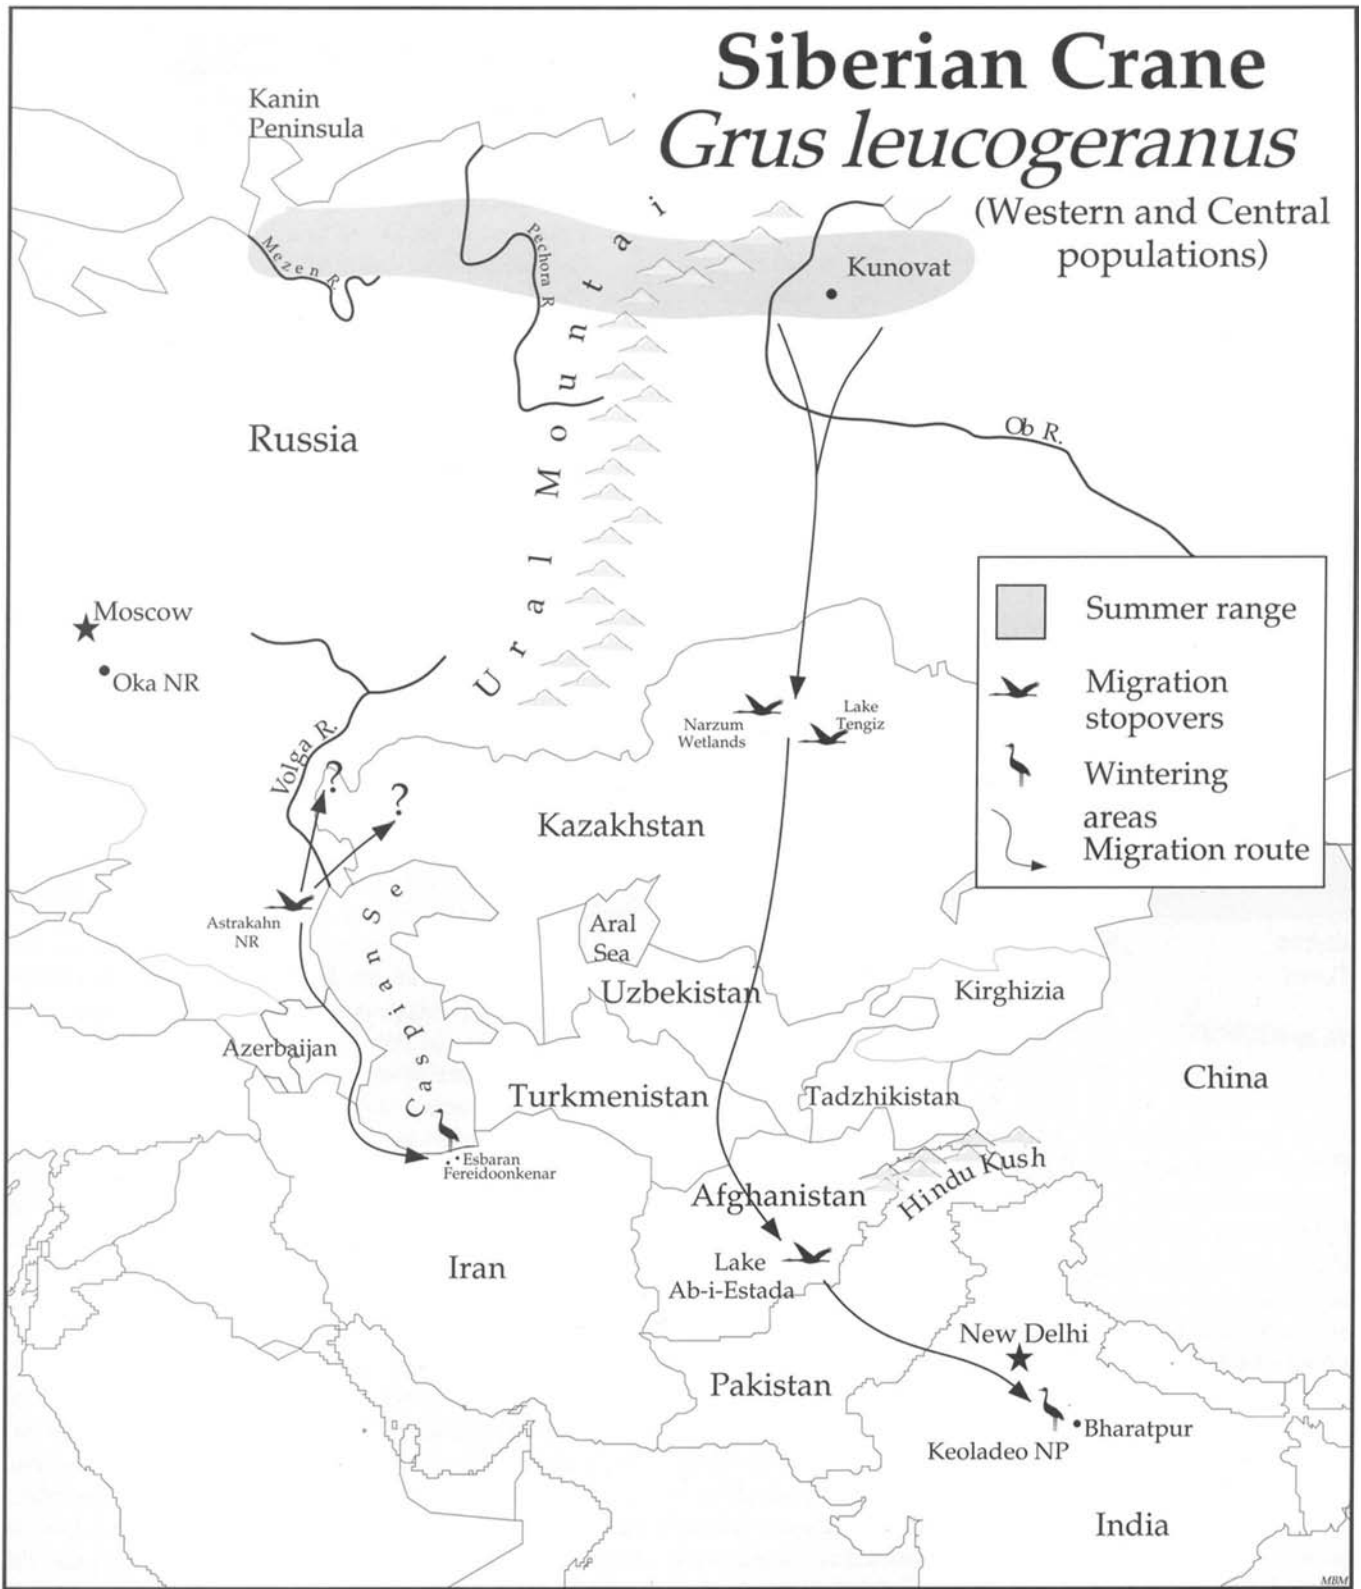 Siberian Crane
Grus leucogeranus
(Western and Central
populations)
Kanin
Peninsula
Mezen R.
Pechora R
Kunovat
Ural Mountai
Russia
Ob R.
Moscow
Oka NR
Volga R.
?
?
Narzum
Wetlands
Lake
Tengiz
Summer range
Migration
stopovers
Wintering
areas
Migration route
Kazakhstan
Astrakahn
NR
Caspian Se
Aral
Sea
Uzbekistan
Kirghizia
Azerbaijan
Turkmenistan
Tadzhikistan
China
Esbaran
Fereidoonkenar
Hindu Kush
Afghanistan
Iran
Lake
Ab-i-Estada
New Delhi
Pakistan
Bharatpur
Keoladeo NP
India
MBM